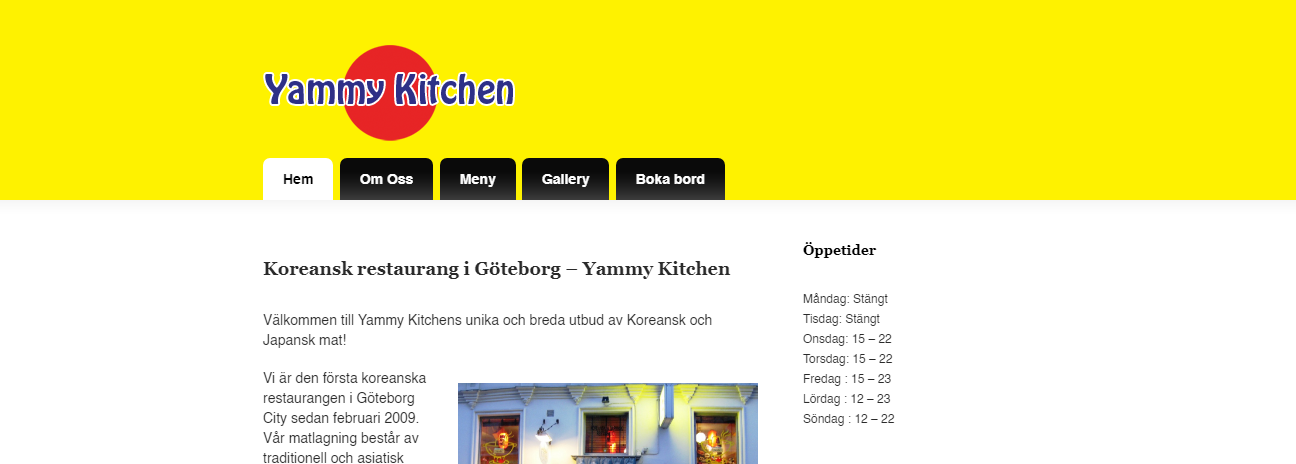 Yammy Kitchen
Hem
Om Oss
Meny
Gallery
Boka bord
Koreansk restaurang i Göteborg – Yammy Kitchen
Välkommen till Yammy Kitchens unika och breda utbud av Koreansk och
Japansk mat!
Vi är den första koreanska
restaurangen i Göteborg
City sedan februari 2009.
Vår matlagning består av
traditionell och asiatisk
Öppetider
Måndag: Stängt
Tisdag: Stängt
Onsdag: 15 – 22
Torsdag: 15 – 22
Fredag : 15 – 23
Lördag : 12 – 23
Söndag : 12 – 22